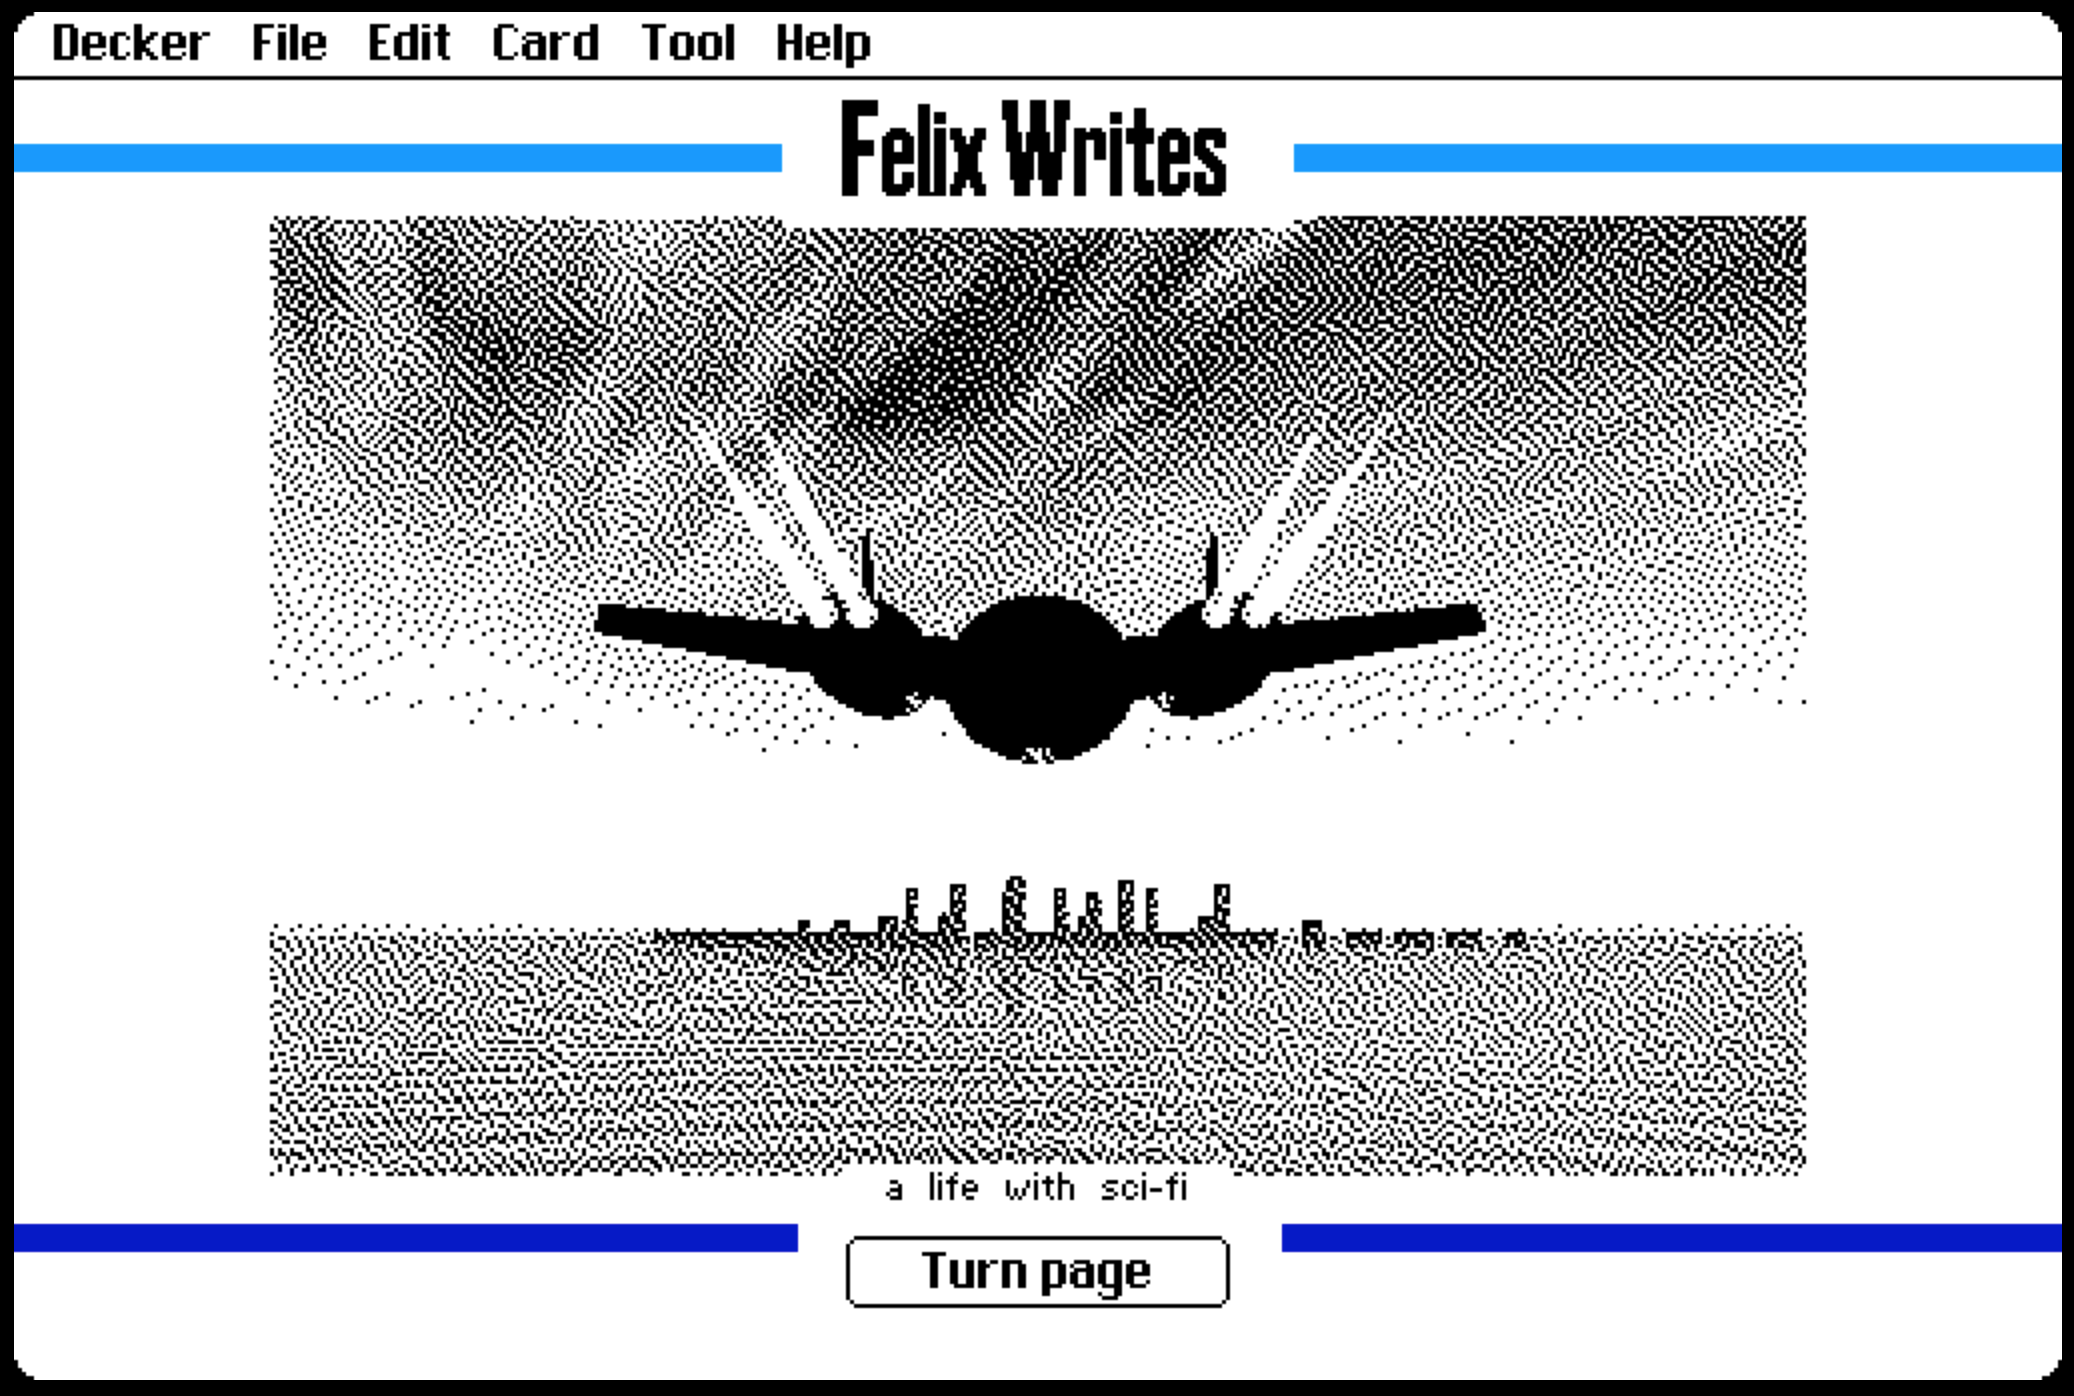 Decker File Edit Card Tool Help
Felix Writes
a life with sci-fi
Turn page